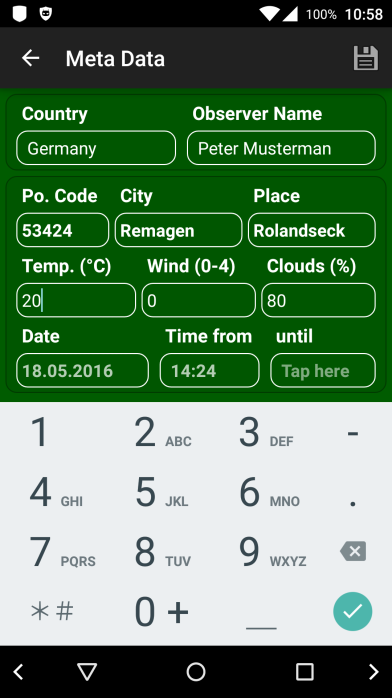 100% 10:58
Meta Data
Country Observer Name
Germany Peter Musterman
Po. Code City Place
53424 Remagen Rolandseck
Temp. (°C) Wind (0-4) Clouds (%)
20 0 80
Date Time from until
18.05.2016 14:24 Tap here
1 2 ABC 3 DEF -
4 GHI 5 JKL 6 MNO .
7 PQRS 8 TUV 9 WXYZ
*# 0 + _